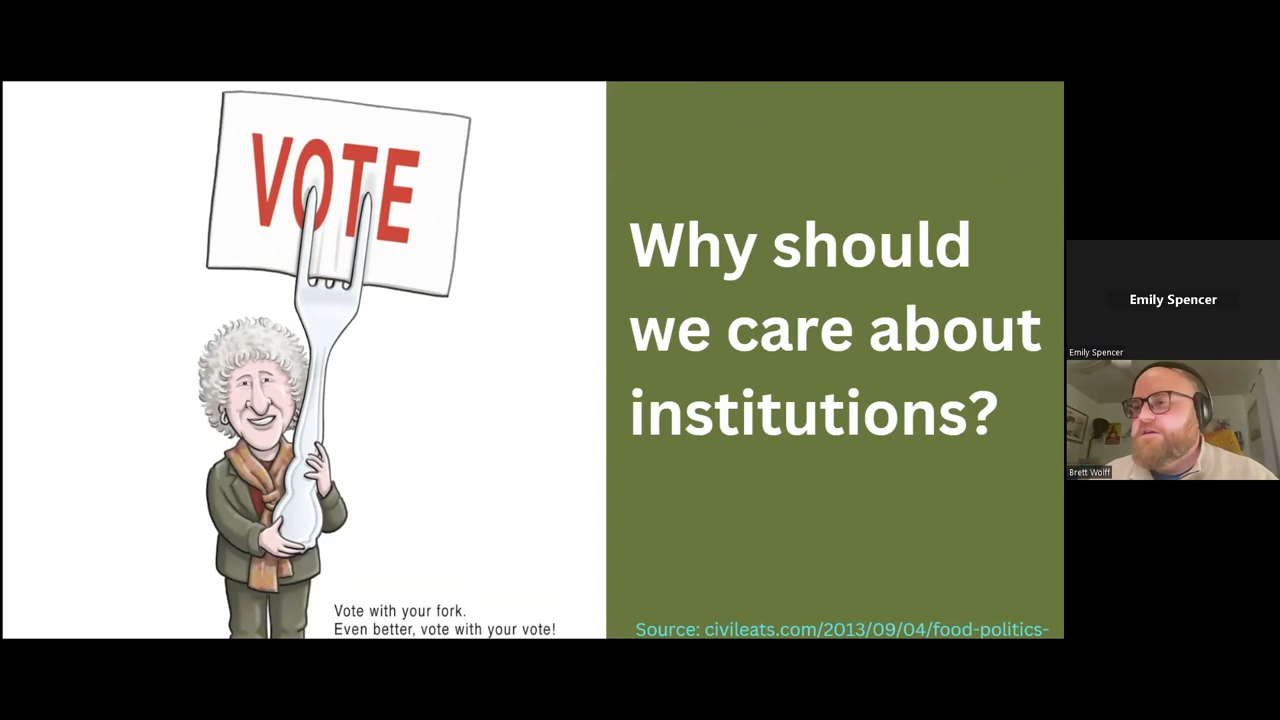 VOTE
Vote with your fork.
Even better, vote with your vote!
Why should
we care about
institutions?
Source: civileats.com/2013/09/04/food-politics-
Emily Spencer
Emily Spencer
Brett Wolff